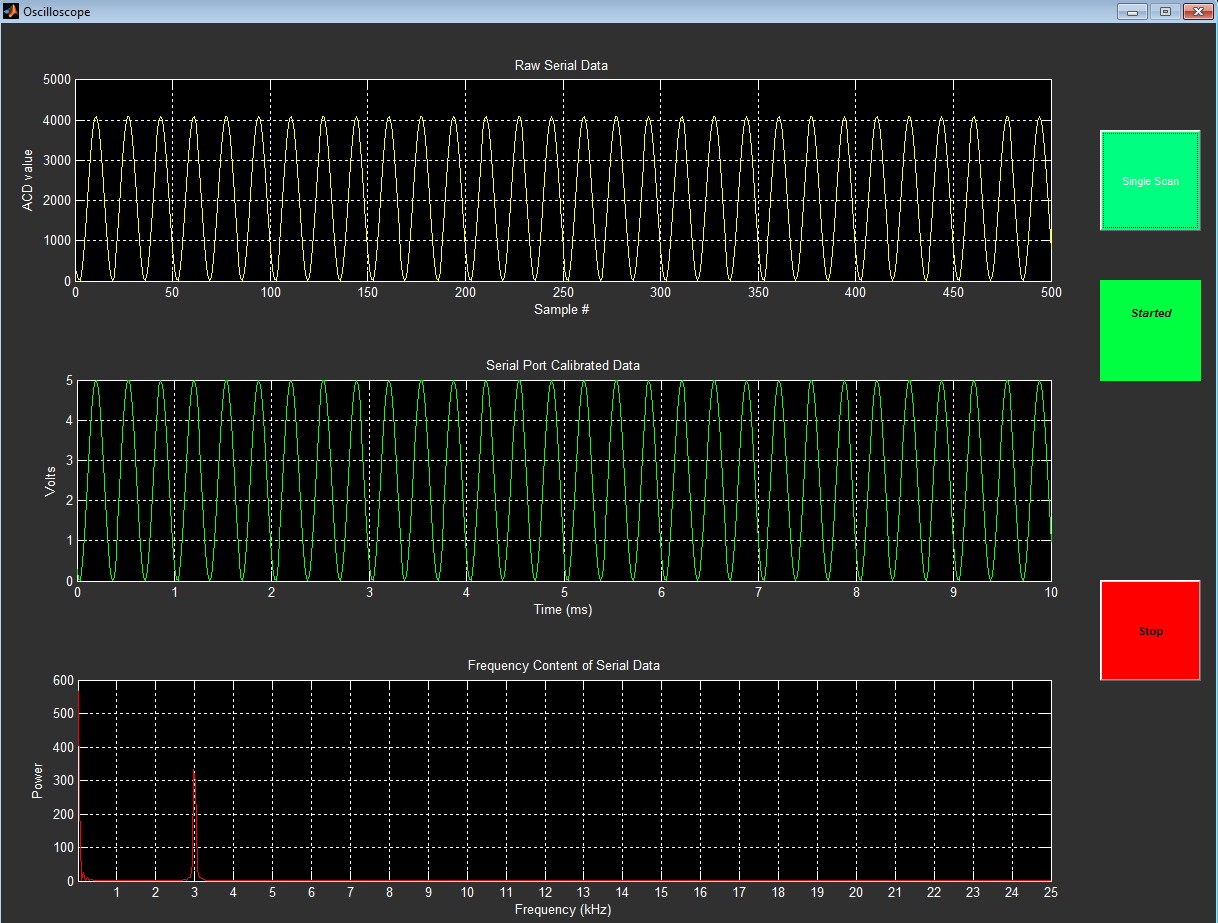 Oscilloscope
Raw Serial Data
5000
4000
3000
2000
1000
0
ACD value
0 50 100 150 200 250 300 350 400 450 500
Sample #
Single Scan
Started
Serial Port Calibrated Data
5
4
3
2
1
0
Volts
0 1 2 3 4 5 6 7 8 9 10
Time (ms)
Stop
Frequency Content of Serial Data
600
500
400
300
200
100
0
Power
1 2 3 4 5 6 7 8 9 10 11 12 13 14 15 16 17 18 19 20 21 22 23 24 25
Frequency (kHz)